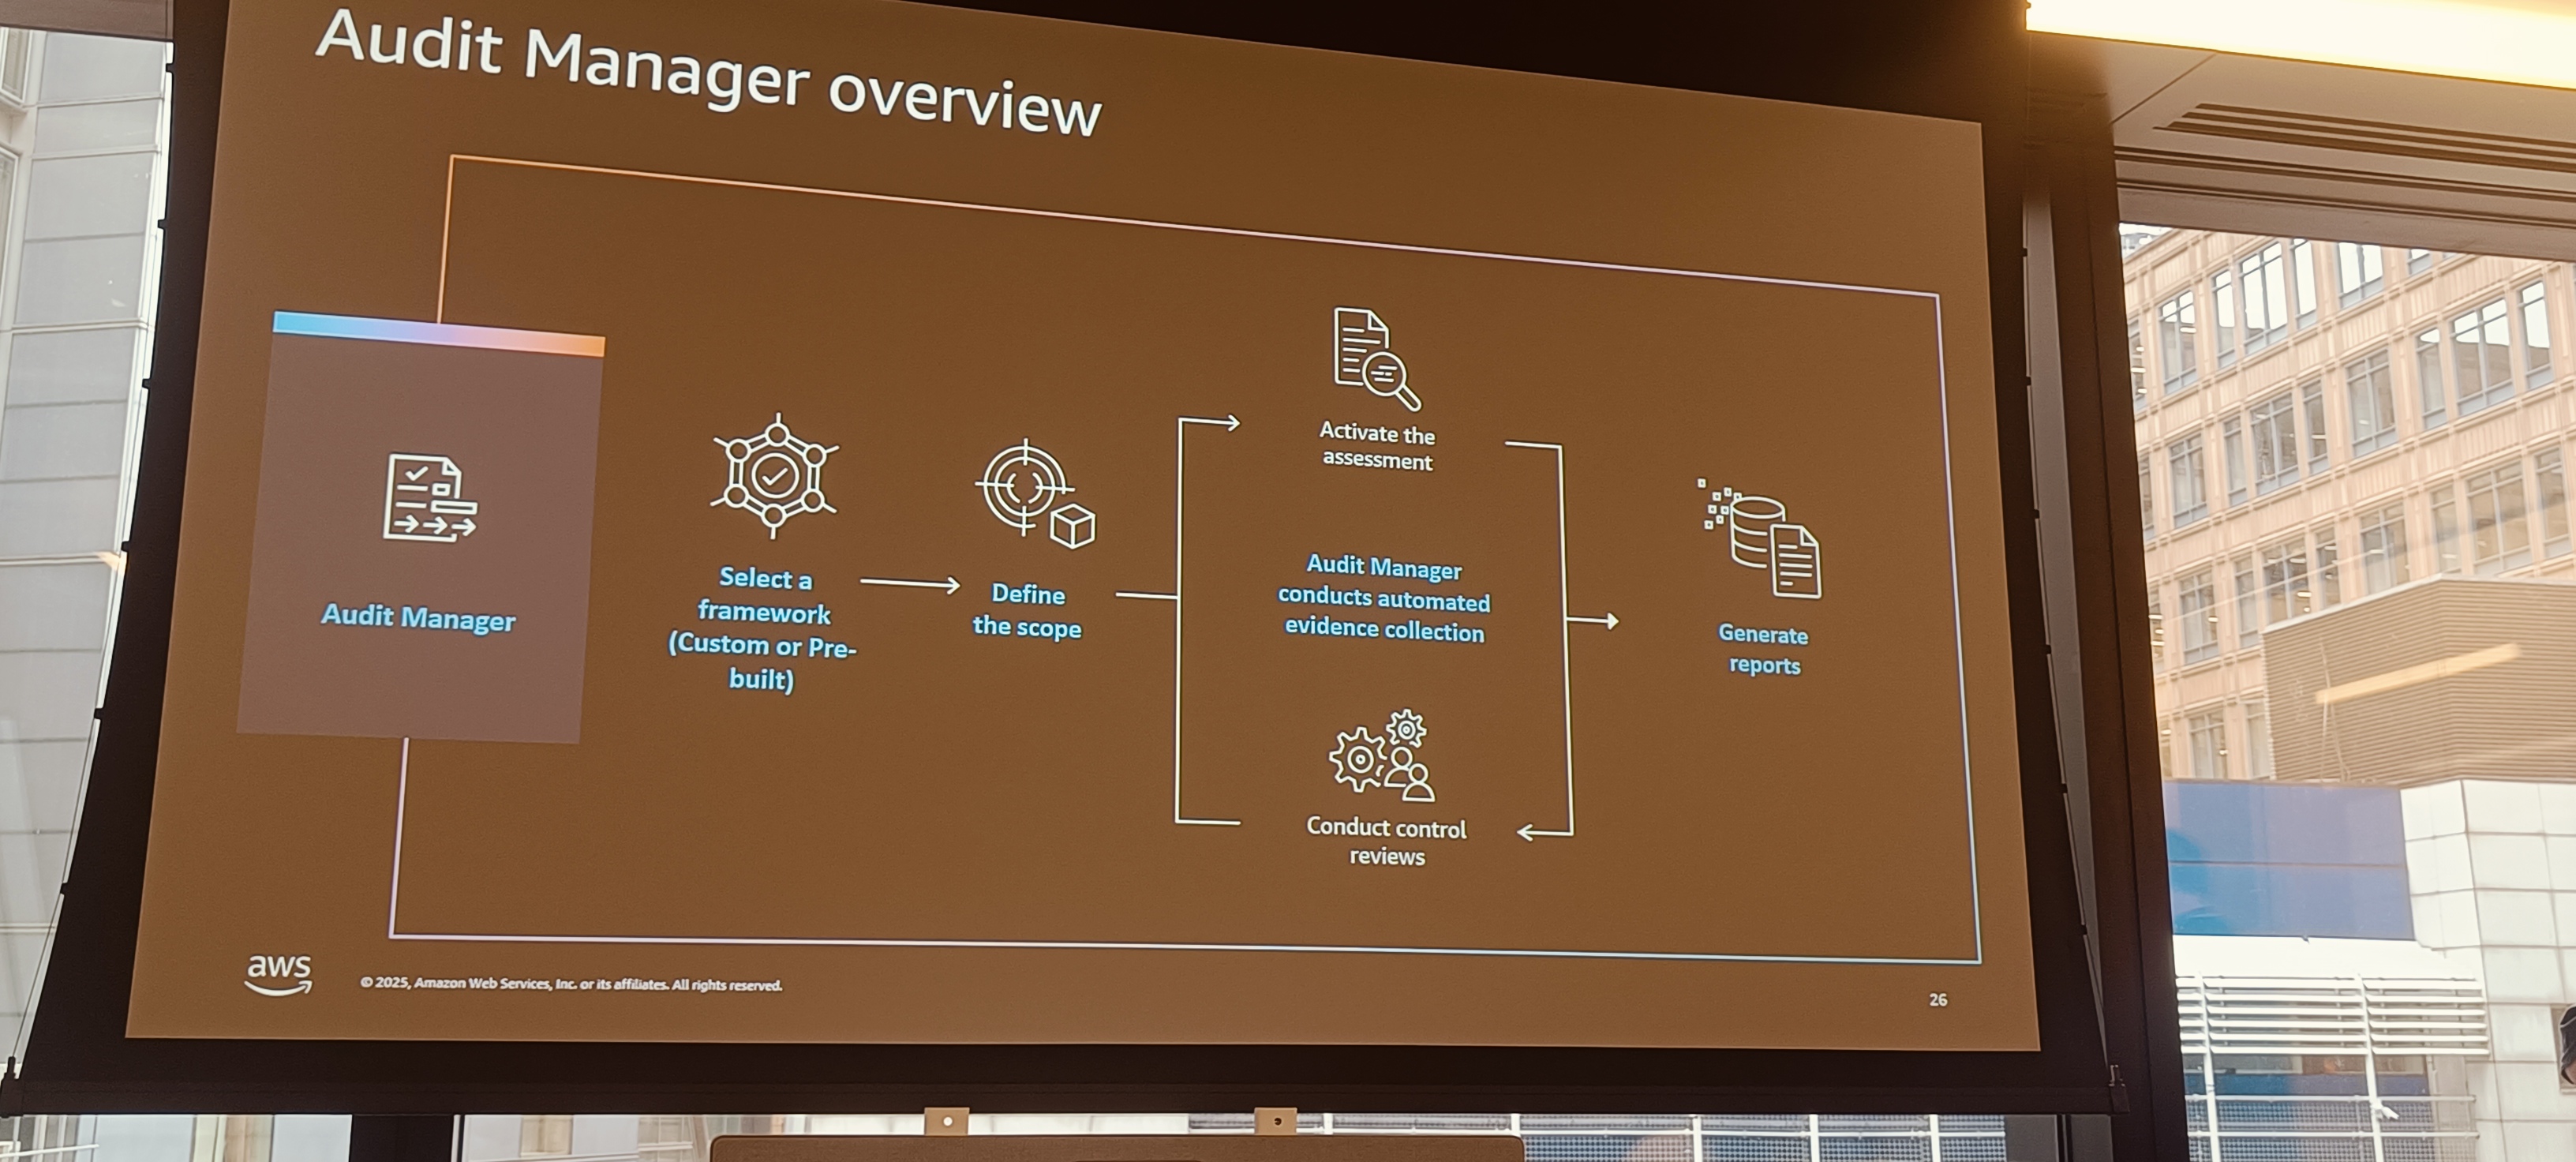 Audit Manager overview
Audit Manager
Select a
framework
(Custom or Pre-
built)
Define
the scope
Activate the
assessment
Audit Manager
conducts automated
evidence collection
Conduct control
reviews
Generate
reports
aws
© 2025, Amazon Web Services, Inc. or its affiliates. All rights reserved.
26